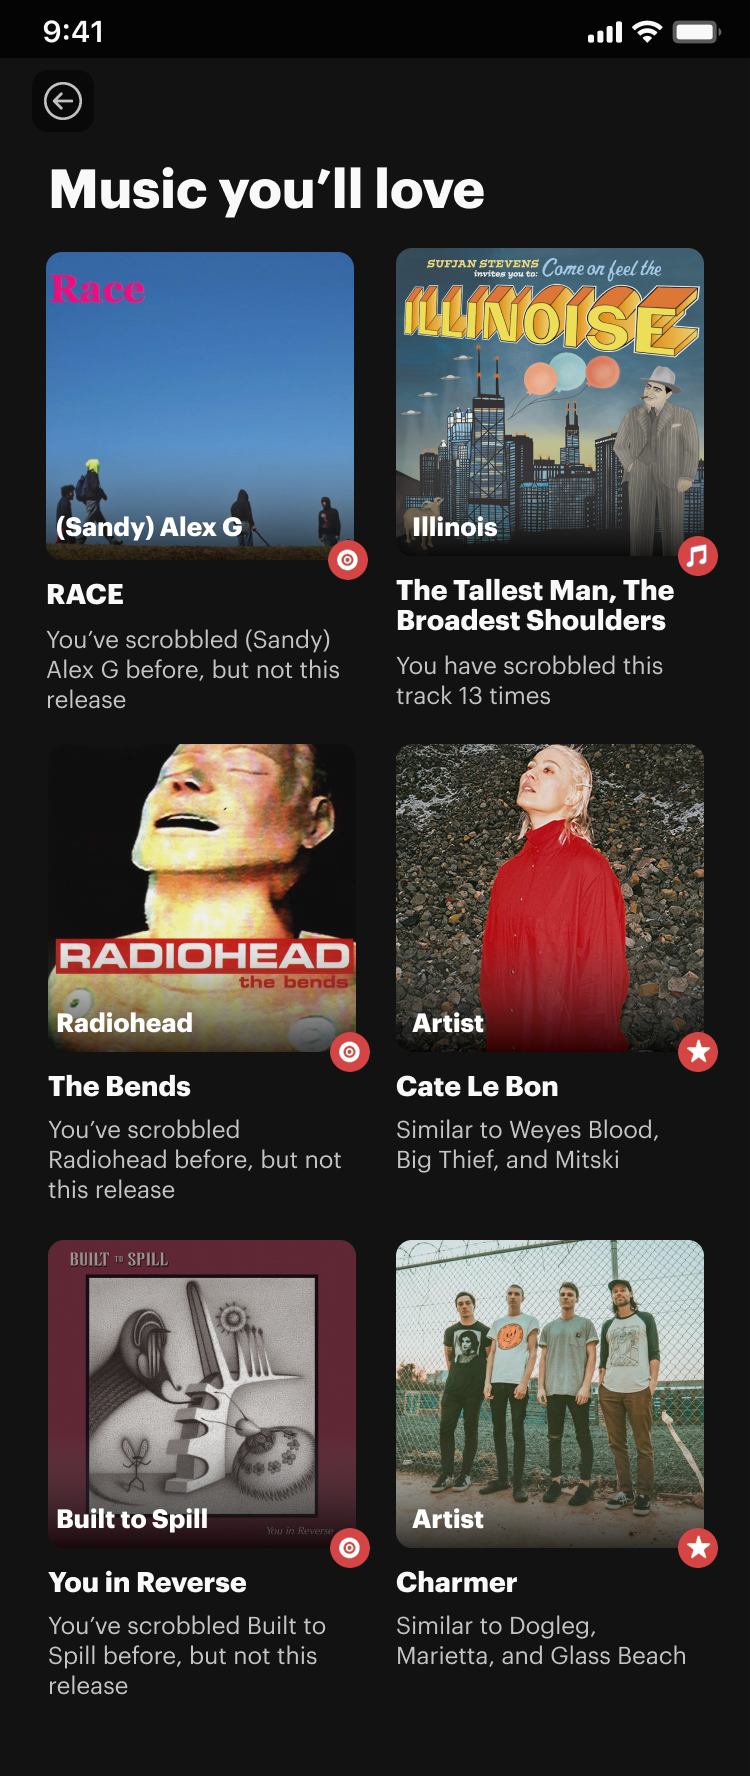 9:41
Music you’ll love
Race
(Sandy) Alex G
RACE
You’ve scrobbled (Sandy)
Alex G before, but not this
release
SUFJAN STEVENS
invites you to:
Come on feel the
ILLINOISE
Illinois
The Tallest Man, The
Broadest Shoulders
You have scrobbled this
track 13 times
RADIOHEAD
the bends
Radiohead
The Bends
You’ve scrobbled
Radiohead before, but not
this release
Artist
Cate Le Bon
Similar to Weyes Blood,
Big Thief, and Mitski
BUILT TO SPILL
You in Reverse
Built to Spill
You in Reverse
You’ve scrobbled Built to
Spill before, but not this
release
Artist
Charmer
Similar to Dogleg,
Marietta, and Glass Beach